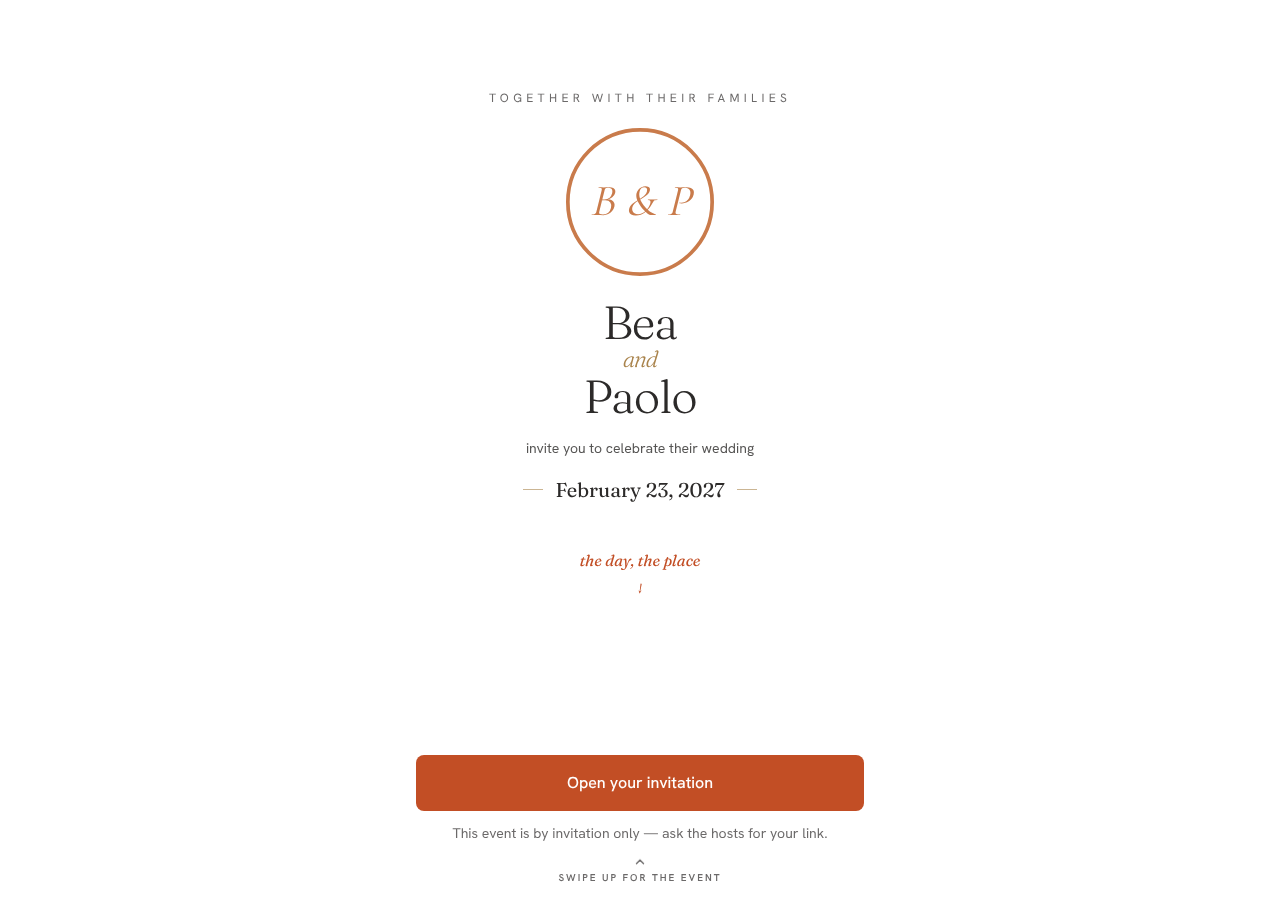 TOGETHER WITH THEIR FAMILIES
B & P
Bea
and
Paolo
invite you to celebrate their wedding
February 23, 2027
the day, the place
↓
Open your invitation
This event is by invitation only — ask the hosts for your link.
SWIPE UP FOR THE EVENT